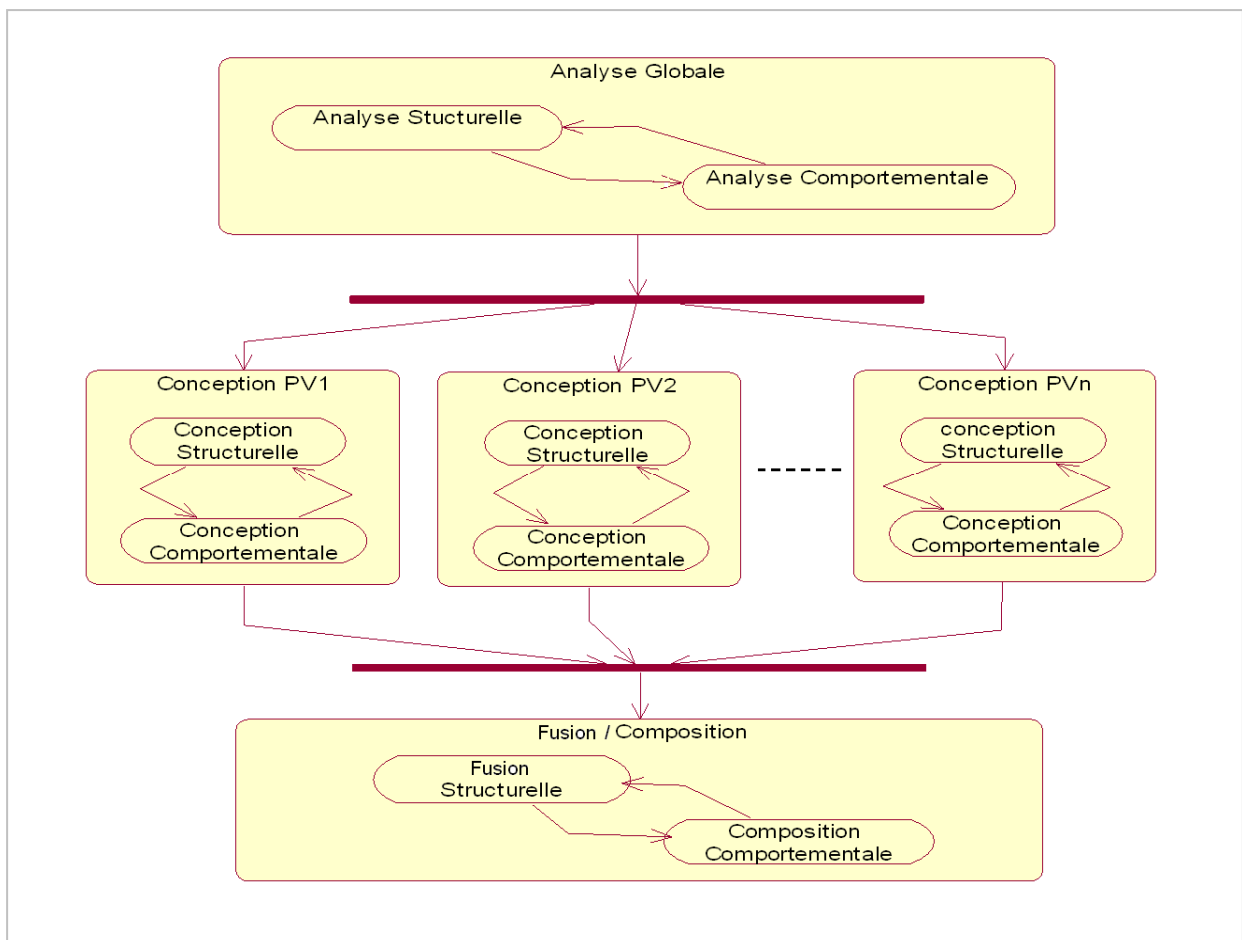 Analyse Globale
Analyse Stucturelle
Analyse Comportementale
Conception PV1
Conception
Structurelle
Conception
Comportementale
Conception PV2
Conception
Structurelle
Conception
Comportementale
Conception PVn
conception
Structurelle
Conception
Comportementale
Fusion / Composition
Fusion
Structurelle
Composition
Comportementale